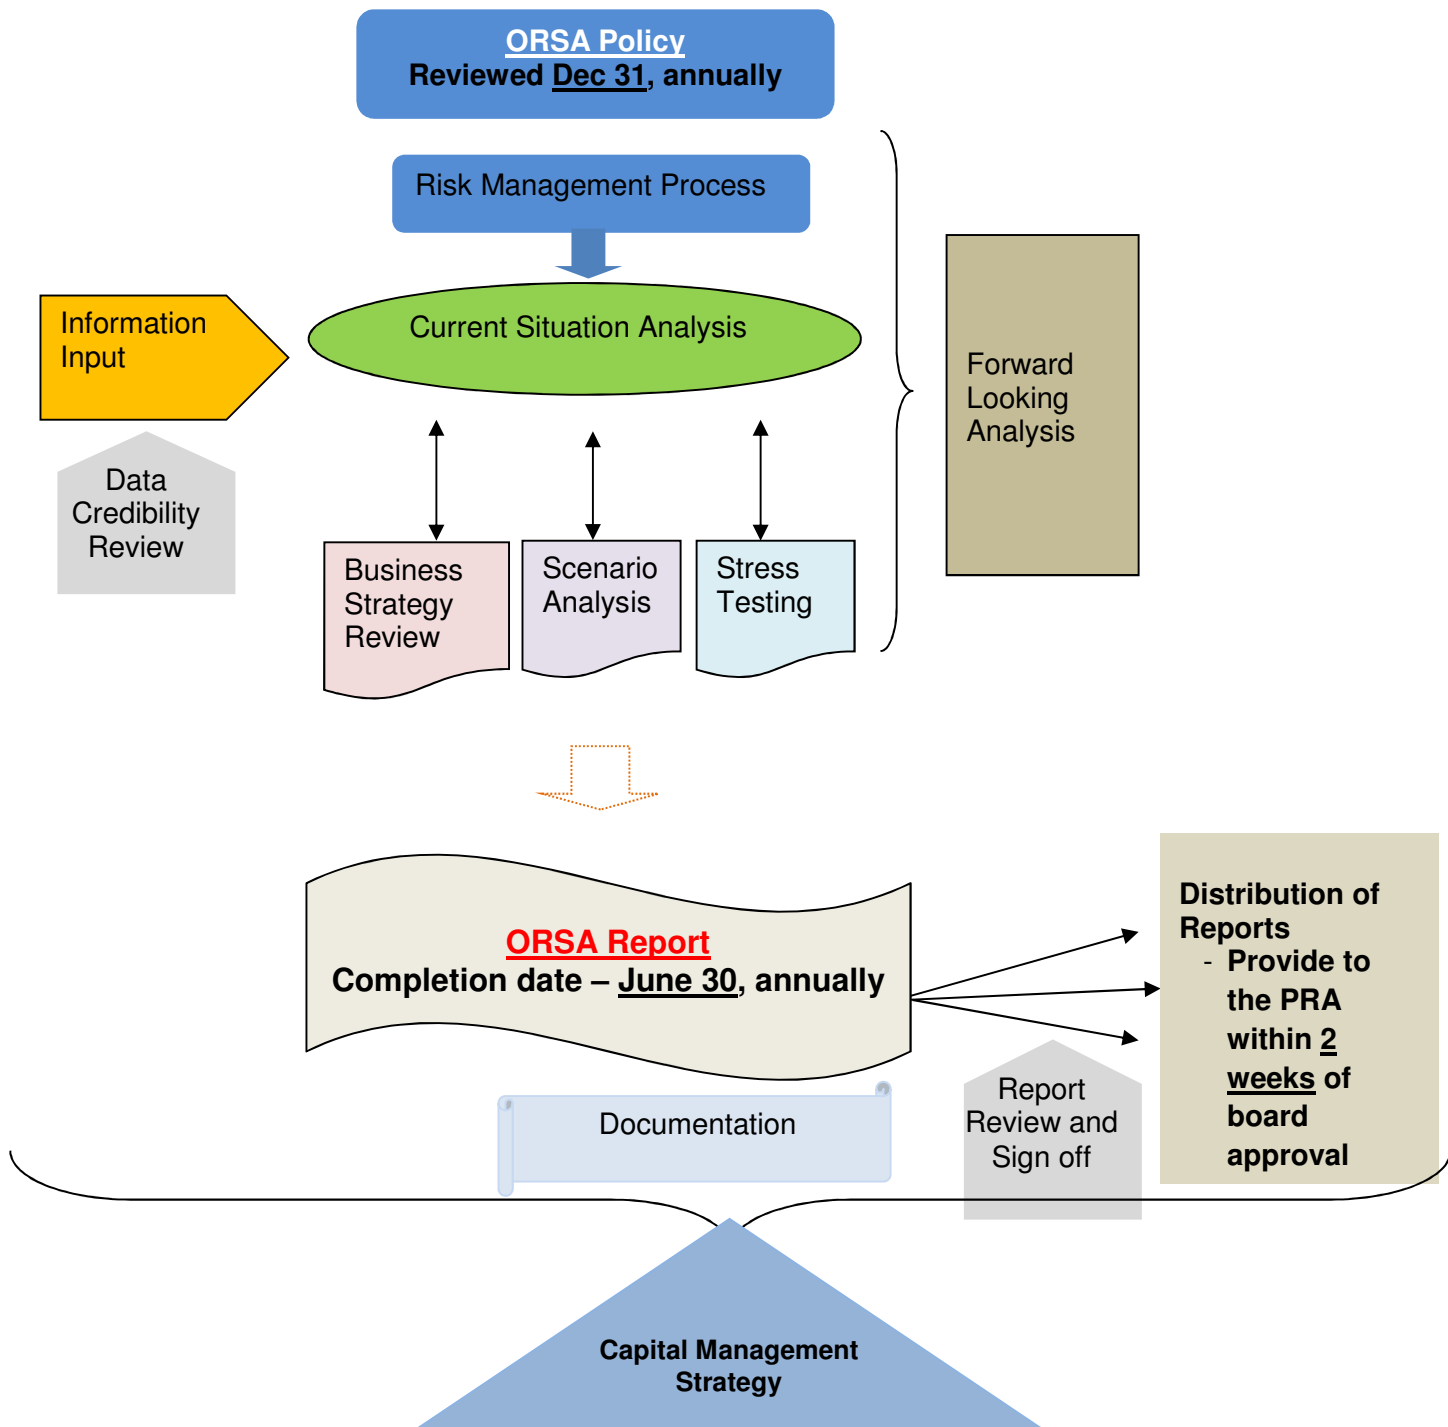 ORSA Policy
Reviewed Dec 31, annually
Risk Management Process
Information
Input
Current Situation Analysis
Forward
Looking
Analysis
Data
Credibility
Review
Business
Strategy
Review
Scenario
Analysis
Stress
Testing
ORSA Report
Completion date – June 30, annually
Distribution of
Reports
- Provide to
the PRA
within 2
weeks of
board
approval
Report
Review and
Sign off
Documentation
Capital Management
Strategy